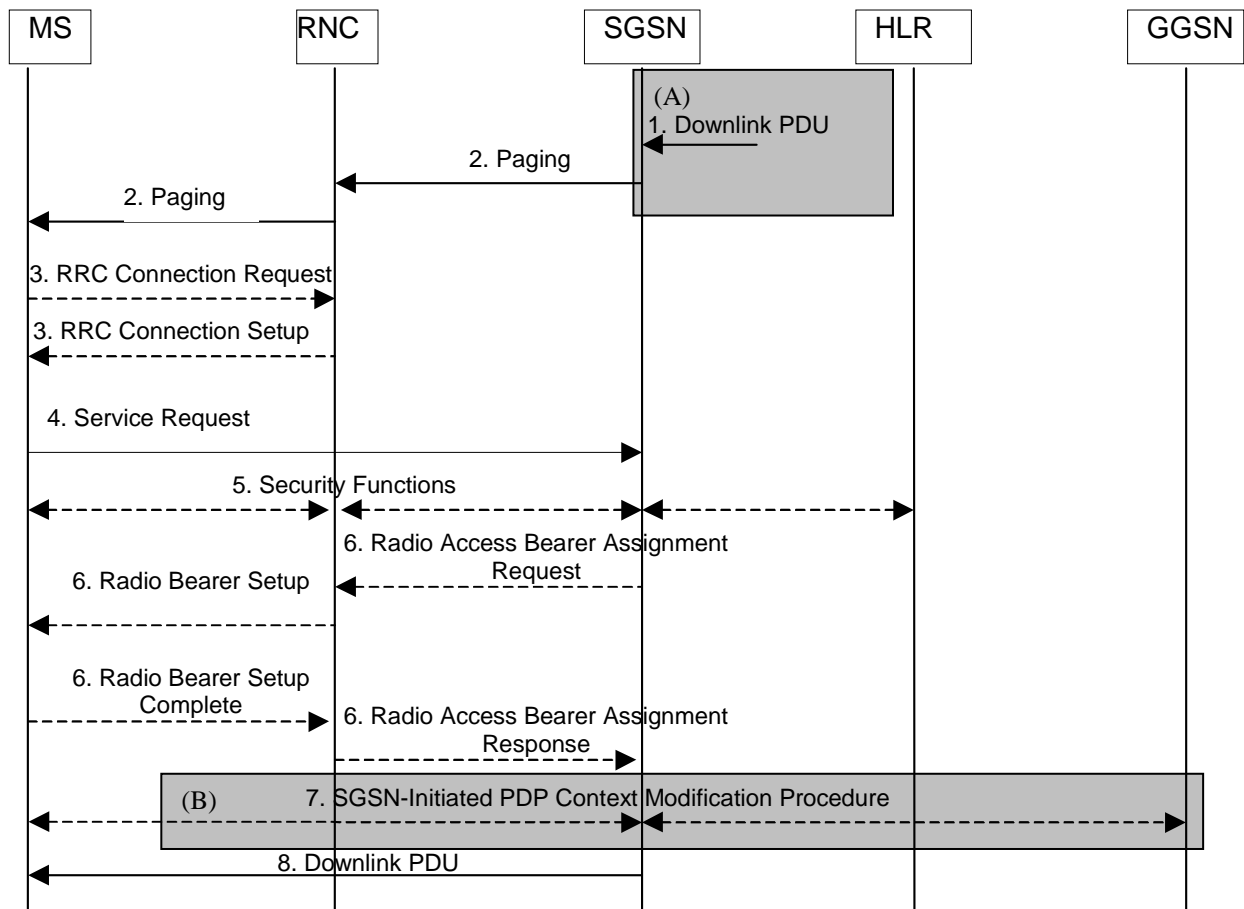 MS
RNC
SGSN
HLR
GGSN
(A)
1. Downlink PDU
2. Paging
2. Paging
3. RRC Connection Request
3. RRC Connection Setup
4. Service Request
5. Security Functions
6. Radio Access Bearer Assignment
Request
6. Radio Bearer Setup
6. Radio Bearer Setup
Complete
6. Radio Access Bearer Assignment
Response
(B)
7. SGSN-Initiated PDP Context Modification Procedure
8. Downlink PDU